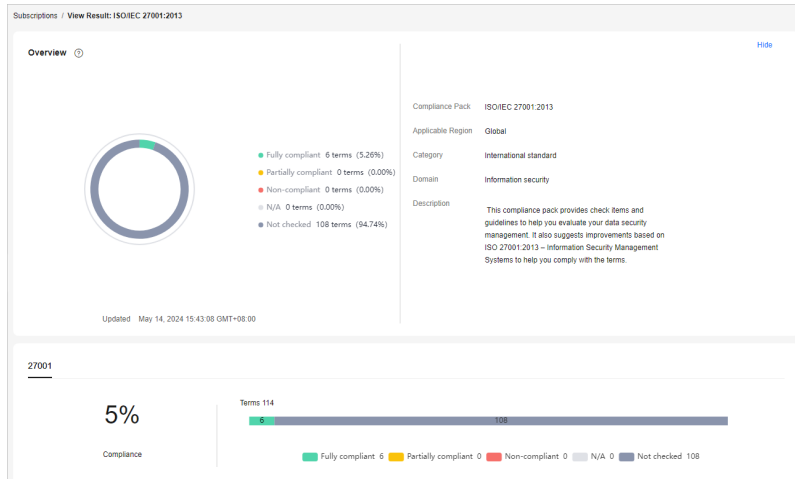 Subscriptions / View Result: ISO/IEC 27001:2013
Overview ?
Hide
Fully compliant 6 terms (5.26%)
Partially compliant 0 terms (0.00%)
Non-compliant 0 terms (0.00%)
N/A 0 terms (0.00%)
Not checked 108 terms (94.74%)
Updated May 14, 2024 15:43:08 GMT+08:00
Compliance Pack ISO/IEC 27001:2013
Applicable Region Global
Category International standard
Domain Information security
Description This compliance pack provides check items and
guidelines to help you evaluate your data security
management. It also suggests improvements based on
ISO 27001:2013 – Information Security Management
Systems to help you comply with the terms.
27001
5%
Compliance
Terms 114
6 108
Fully compliant 6 Partially compliant 0 Non-compliant 0 N/A 0 Not checked 108